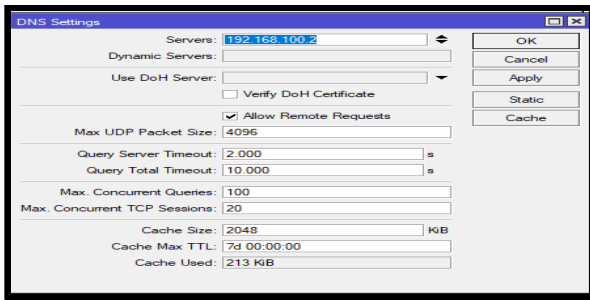 DNS Settings
Servers: 192.168.100.2 OK
Dynamic Servers: Cancel
Use DoH Server: Apply
Verify DoH Certificate Static
Allow Remote Requests Cache
Max UDP Packet Size: 4096
Query Server Timeout: 2.000 s
Query Total Timeout: 10.000 s
Max. Concurrent Queries: 100
Max. Concurrent TCP Sessions: 20
Cache Size: 2048 KiB
Cache Max TTL: 7d 00:00:00
Cache Used: 213 KiB